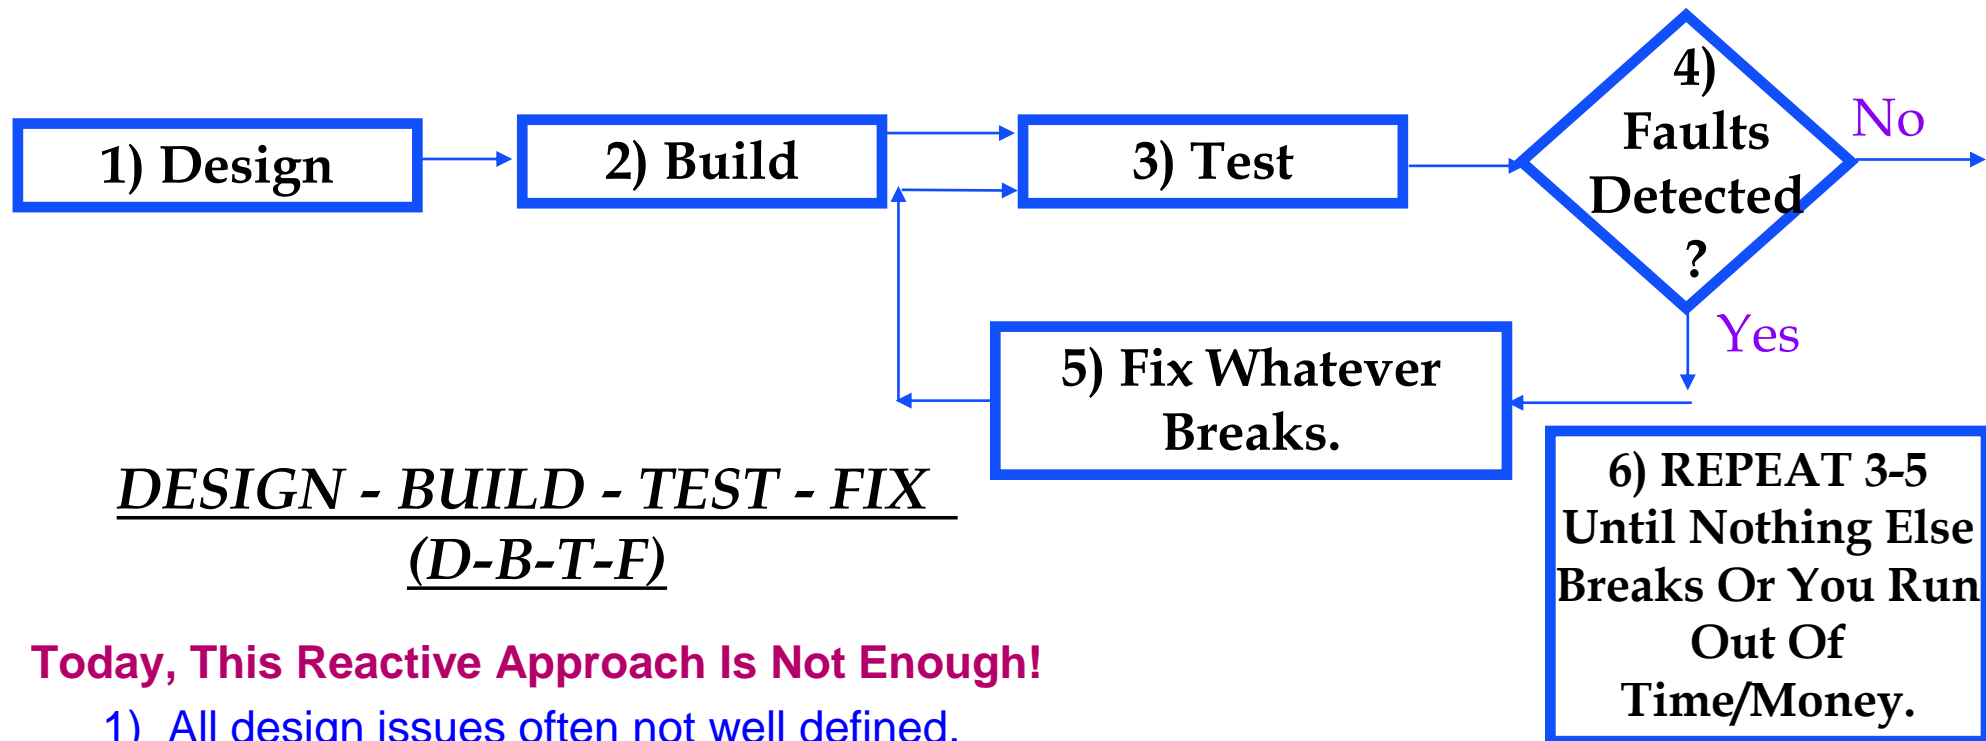 1) Design
2) Build
3) Test
4)
Faults
Detected
?
No
Yes
5) Fix Whatever
Breaks.
6) REPEAT 3-5
Until Nothing Else
Breaks Or You Run
Out Of
Time/Money.
DESIGN - BUILD - TEST - FIX
(D-B-T-F)
Today, This Reactive Approach Is Not Enough!
1) All design issues often not well defined.